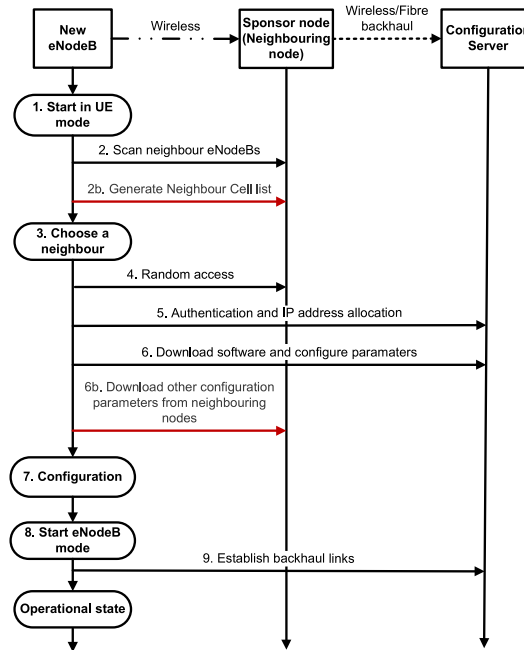 New
eNodeB
Wireless
Sponsor node
(Neighbouring
node)
Wireless/Fibre
backhaul
Configuration
Server
1. Start in UE
mode
2. Scan neighbour eNodeBs
2b. Generate Neighbour Cell list
3. Choose a
neighbour
4. Random access
5. Authentication and IP address allocation
6. Download software and configure paramaters
6b. Download other configuration
parameters from neighbouring
nodes
7. Configuration
8. Start eNodeB
mode
9. Establish backhaul links
Operational state